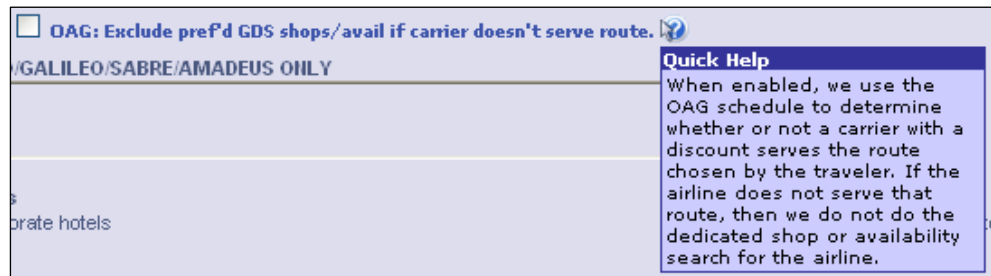 OAG: Exclude pref'd GDS shops/avail if carrier doesn't serve route.
/GALILEO/SABRE/AMADEUS ONLY
Quick Help
When enabled, we use the
OAG schedule to determine
whether or not a carrier with a
discount serves the route
chosen by the traveler. If the
airline does not serve that
route, then we do not do the
dedicated shop or availability
search for the airline.
orate hotels